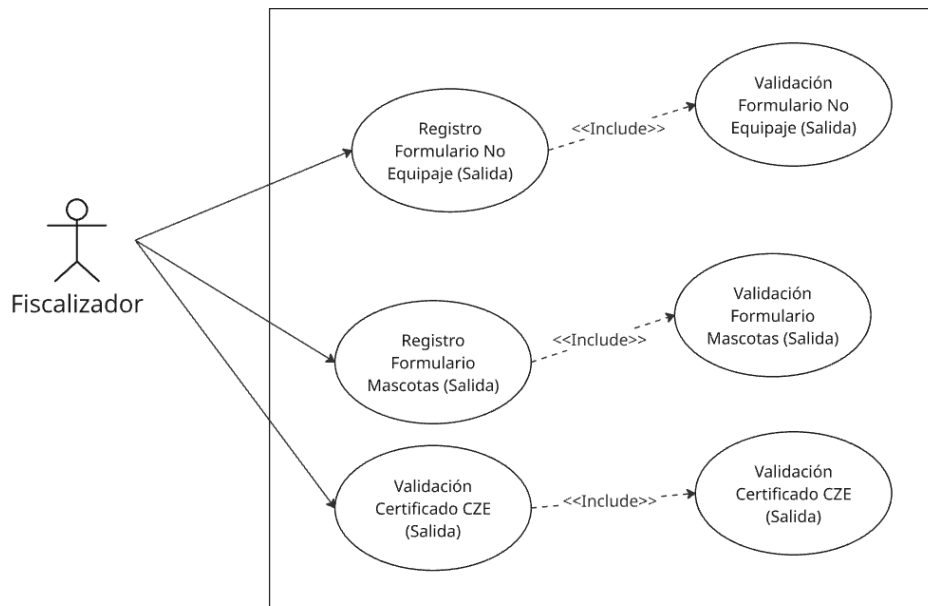 Validación
Formulario No
Equipaje (Salida)
Registro
Formulario No
Equipaje (Salida)
<<Include>>
Fiscalizador
Validación
Formulario
Mascotas (Salida)
Registro
Formulario
Mascotas (Salida)
<<Include>>
Validación
Certificado CZE
(Salida)
<<Include>>
Validación
Certificado CZE
(Salida)